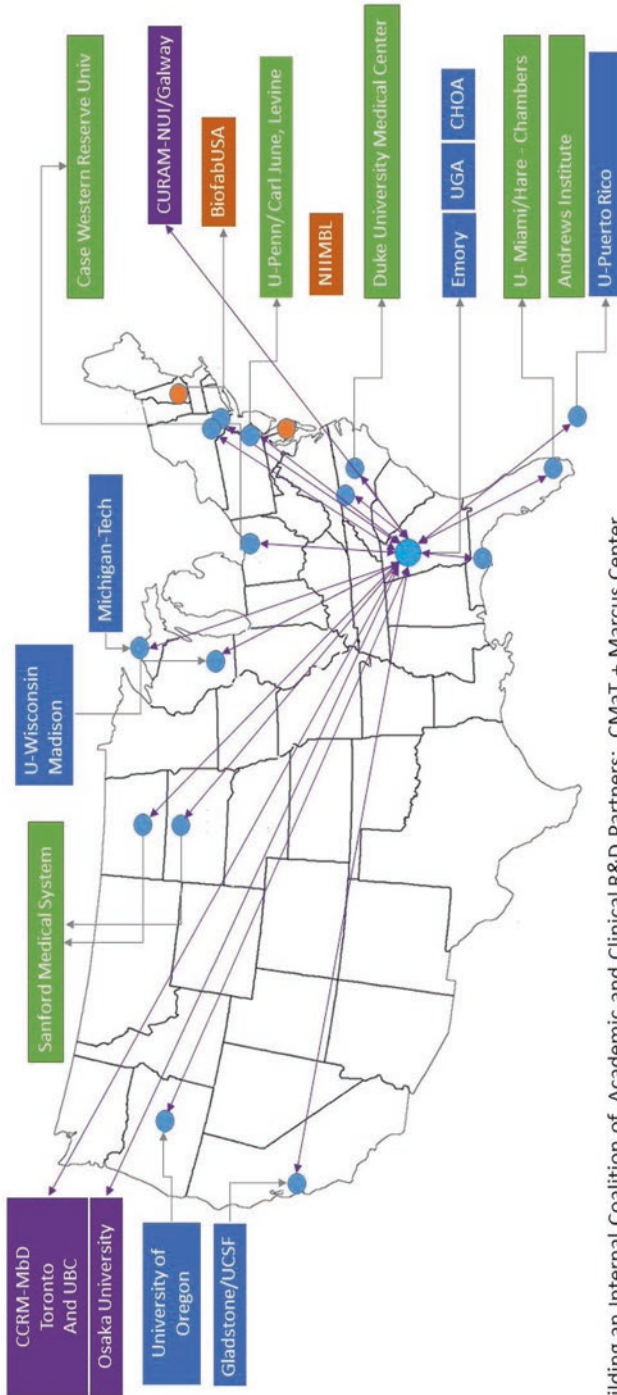 CCRM-MbD
Toronto
And UBC
Osaka University
University of
Oregon
Gladstone/UCSF
Sanford Medical System
U-Wisconsin
Madison
Michigan-Tech
Case Western Reserve Univ
CURAM-NUI/Galway
BiofabUSA
U-Penn/ Carl June, Levine
NIIMBL
Duke University Medical Center
Emory
UGA
CHOA
U- Miami/Hare - Chambers
Andrews Institute
U-Puerto Rico
ilding an Internal Coalition of Academic and Clinical R&D Partners: CMaT + Marcus Center